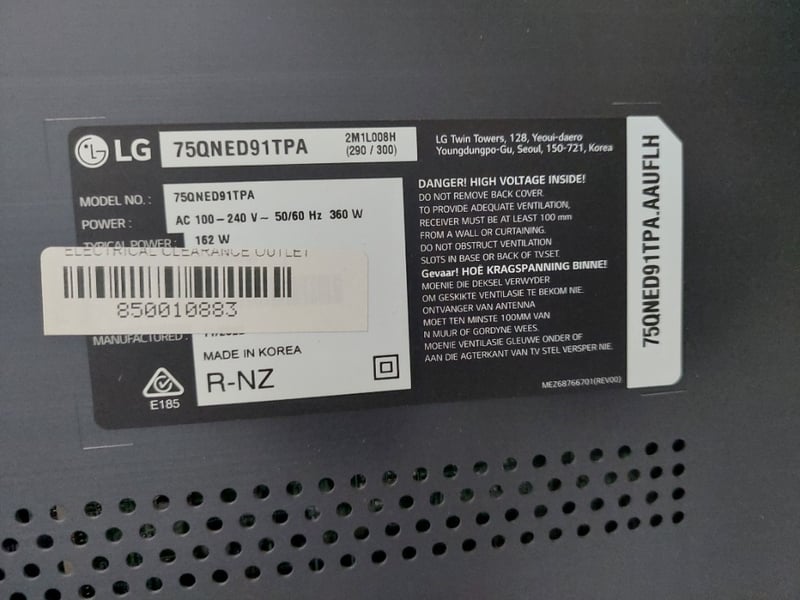 LG
75QNED91TPA
2M1L008H
(290 / 300)
LG Twin Towers, 128, Yeoui-daero
Youngdungpo-Gu, Seoul, 150-721, Korea
MODEL NO. : 75QNED91TPA
POWER : AC 100 – 240 V ~ 50/60 Hz 360 W
TYPICAL POWER : 162 W
ELECTRICAL CLEARANCE OUTLET
850010883
MANUFACTURED :
MADE IN KOREA
R-NZ
E185
DANGER! HIGH VOLTAGE INSIDE!
DO NOT REMOVE BACK COVER.
TO PROVIDE ADEQUATE VENTILATION,
RECEIVER MUST BE AT LEAST 100 mm
FROM A WALL OR CURTAINING.
DO NOT OBSTRUCT VENTILATION
SLOTS IN BASE OR BACK OF TV.SET.
Gevaar! HOË KRAGSPANNING BINNE!
MOENIE DIE DEKSEL VERWYDER
OM GESKIKTE VENTILASIE TE BEKOM NIE.
ONTVANGER VAN ANTENNA
MOET TEN MINSTE 100MM VAN
N MUUR OF GORDYNE WEES.
MOENIE VENTILASIE GLEUWE ONDER OF
AAN DIE AGTERKANT VAN TV STEL VERSPER NIE.
MEZ68766701(REV00)
75QNED91TPA.AAUFLH